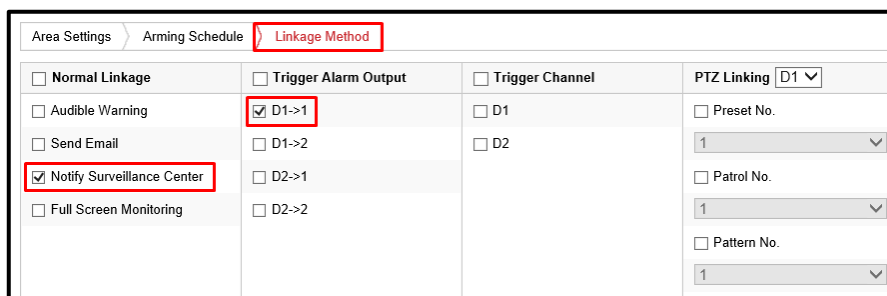 Area Settings Arming Schedule Linkage Method
Normal Linkage Trigger Alarm Output Trigger Channel PTZ Linking D1
Audible Warning D1->1 D1 Preset No.
Send Email D1->2 D2 1
Notify Surveillance Center D2->1 Patrol No.
Full Screen Monitoring D2->2 1
Pattern No.
1